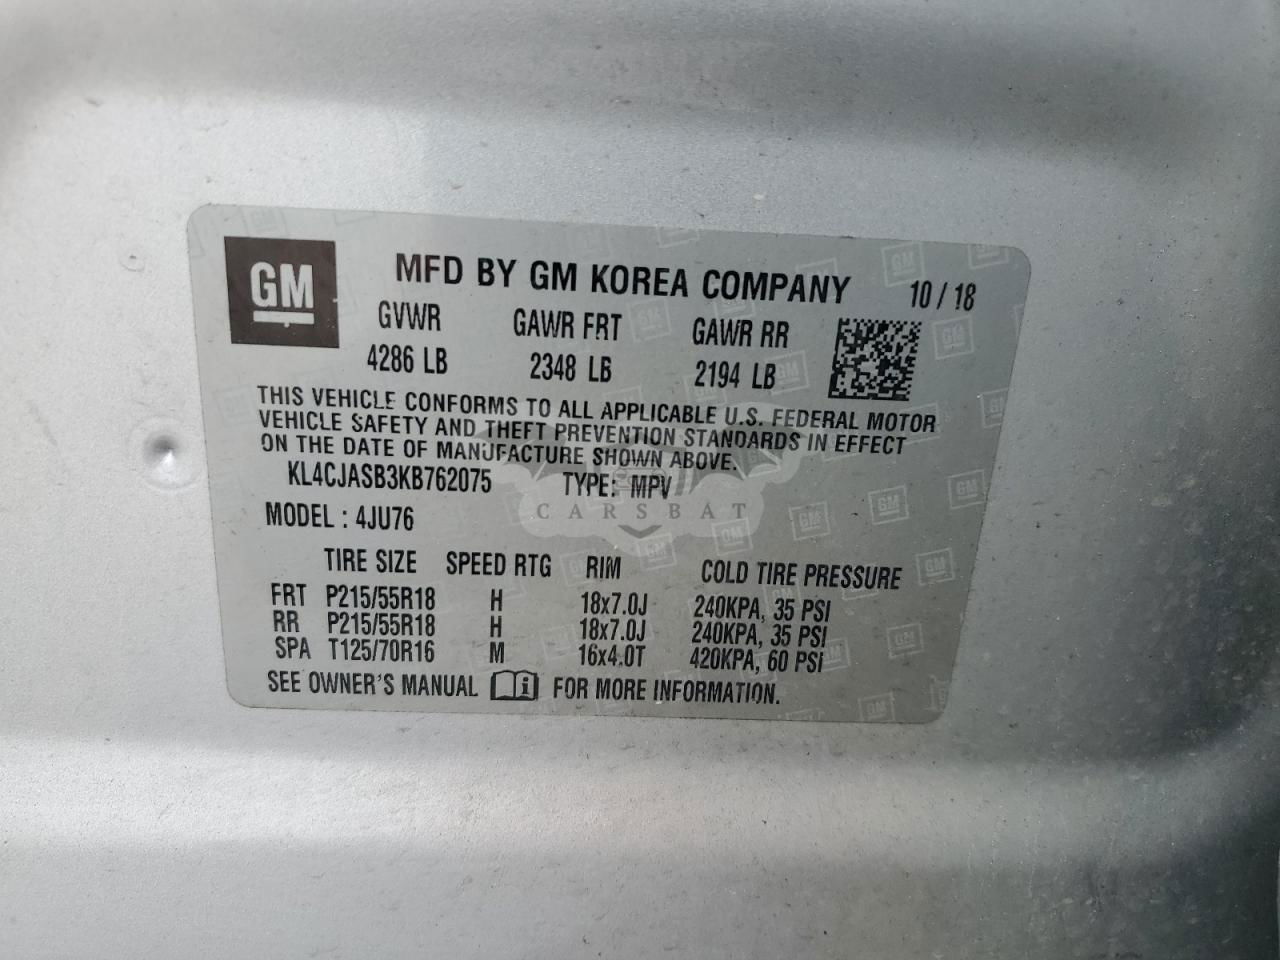 GM
MFD BY GM KOREA COMPANY 10 / 18
GVWR GAWR FRT GAWR RR
4286 LB 2348 LB 2194 LB
THIS VEHICLE CONFORMS TO ALL APPLICABLE U.S. FEDERAL MOTOR
VEHICLE SAFETY AND THEFT PREVENTION STANDARDS IN EFFECT
ON THE DATE OF MANUFACTURE SHOWN ABOVE.
KL4CJASB3KB762075 TYPE: MPV
CARSBAT
MODEL : 4JU76
TIRE SIZE SPEED RTG RIM COLD TIRE PRESSURE
FRT P215/55R18 H 18x7.0J 240KPA, 35 PSI
RR P215/55R18 H 18x7.0J 240KPA, 35 PSI
SPA T125/70R16 M 16x4.0T 420KPA, 60 PSI
SEE OWNER'S MANUAL i FOR MORE INFORMATION.